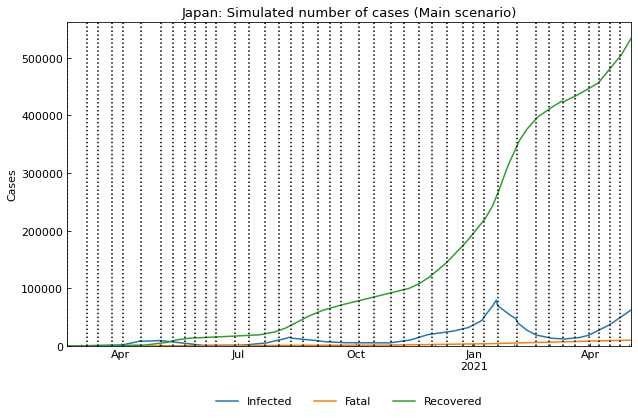 Japan: Simulated number of cases (Main scenario)
500000
400000
300000
200000
100000
0
Cases
Apr Jul Oct Jan Apr
2021
Infected Fatal Recovered